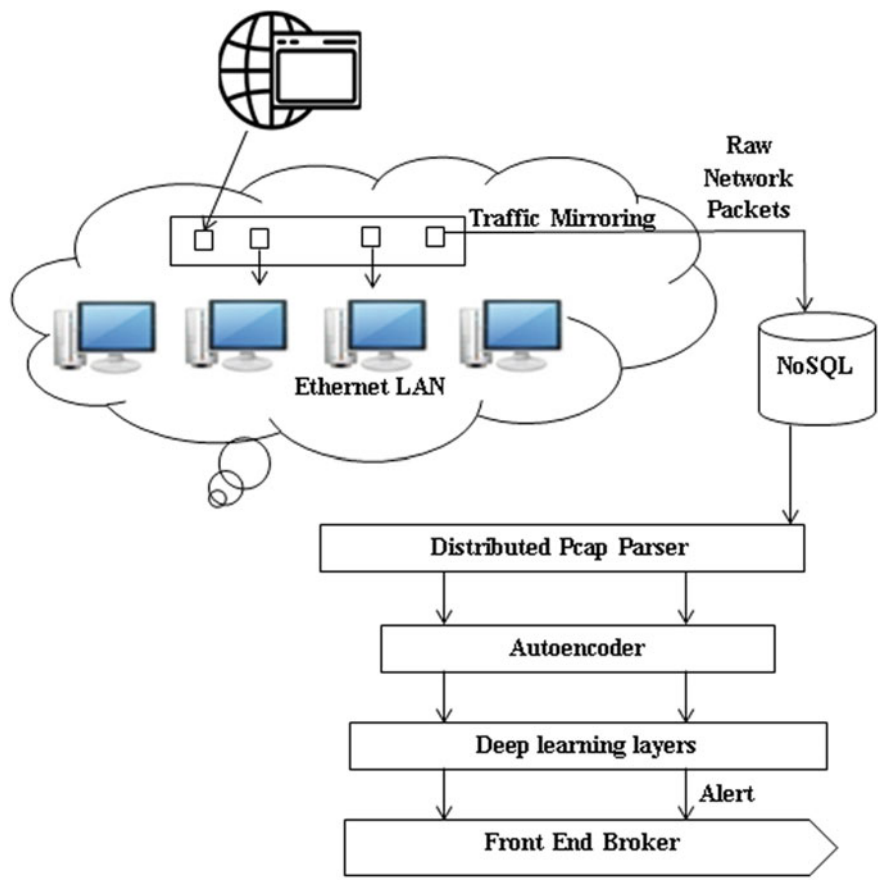 Raw
Network
Packets
Traffic Mirroring
NoSQL
Ethernet LAN
Distributed Pcap Parser
Autoencoder
Deep learning layers
Alert
Front End Broker